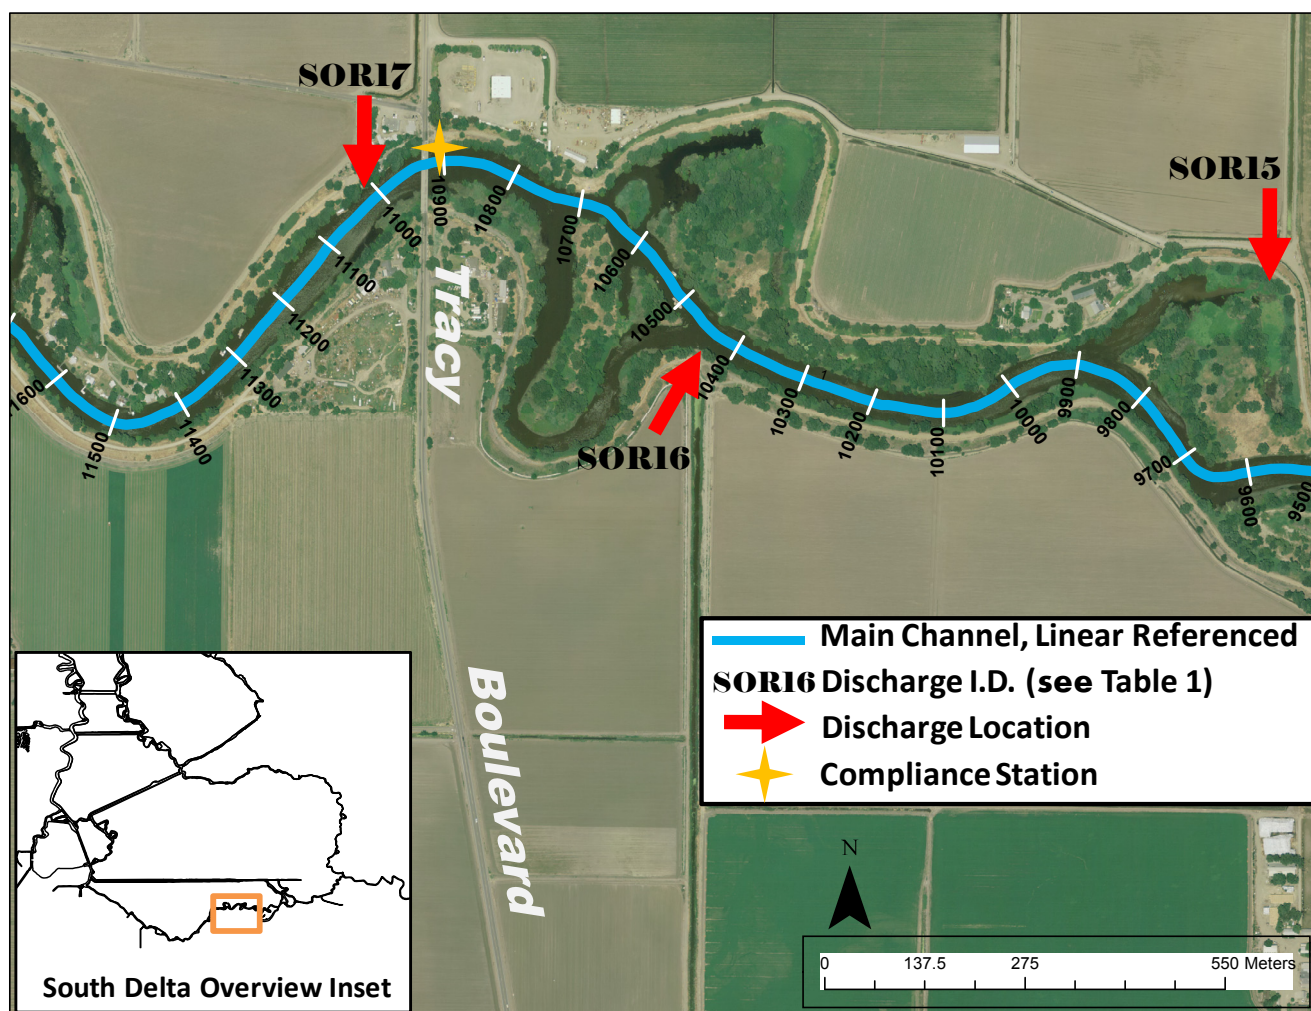 SOR17
SOR15
SOR16
11600
11500
11400
11300
11200
11100
11000
10900
10800
10700
10600
10500
10400
10300
1
10200
10100
10000
9900
9800
9700
9600
9500
Tracy
Boulevard
Main Channel, Linear Referenced
SOR16 Discharge I.D. (see Table 1)
Discharge Location
Compliance Station
N
0 137.5 275 550 Meters
South Delta Overview Inset